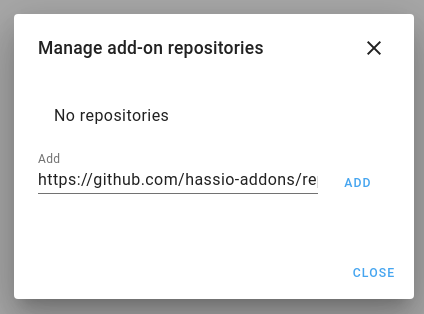 Manage add-on repositories
No repositories
Add
https://github.com/hassio-addons/re
ADD
CLOSE